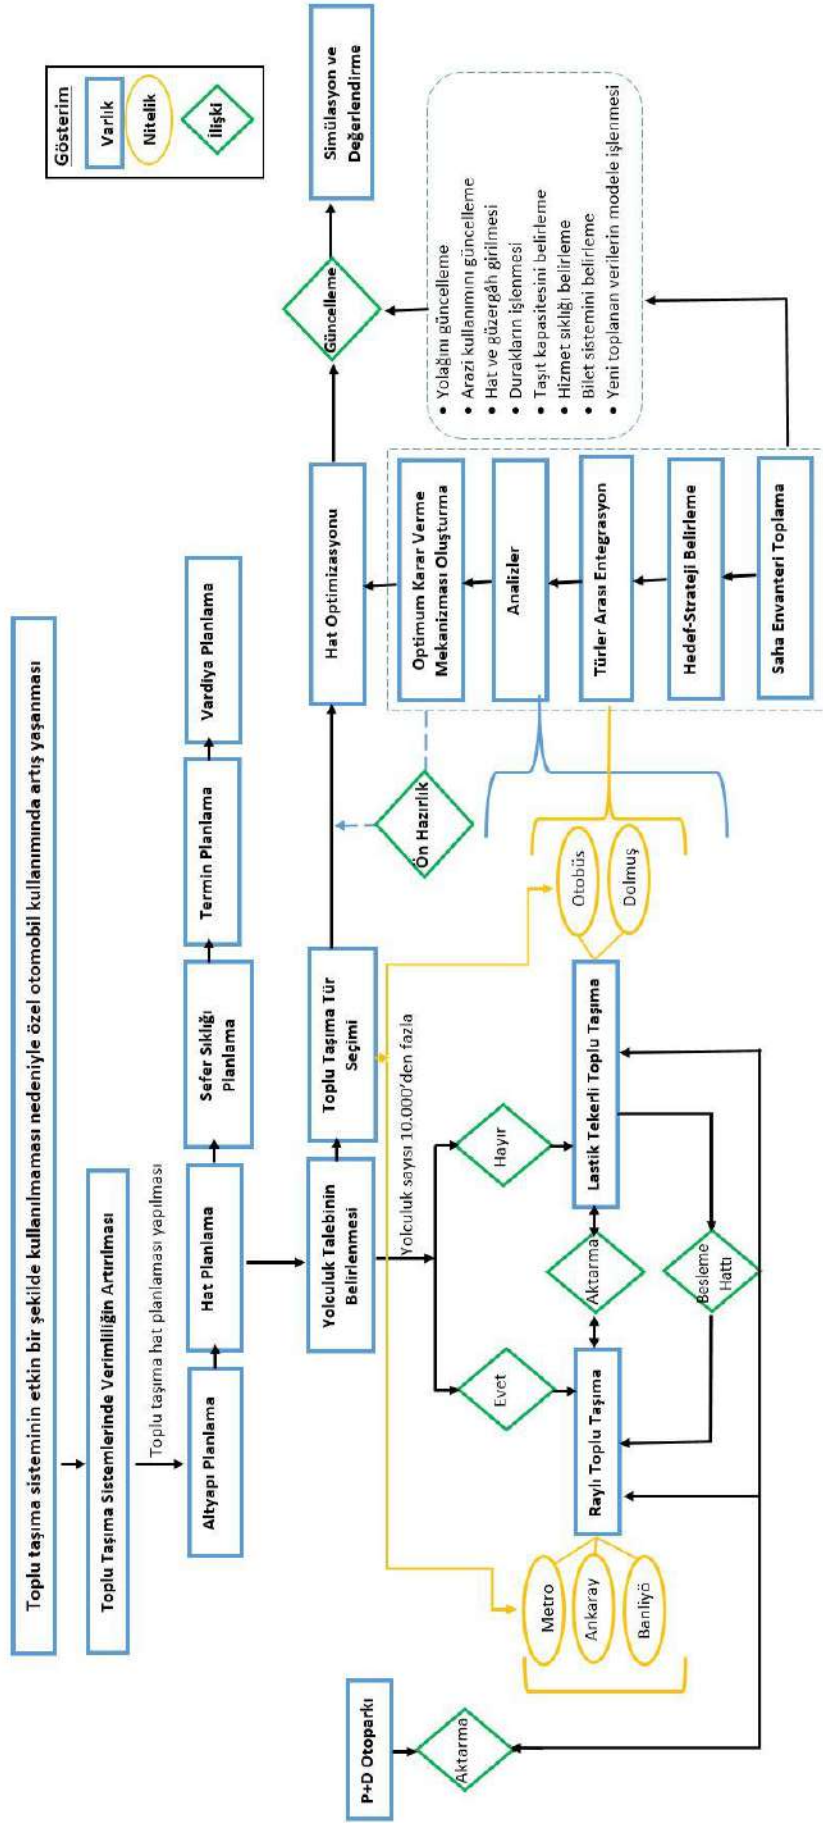 Toplu taşıma sisteminin etkin bir şekilde kullanılmaması nedeniyle özel otomobil kullanımında artış yaşanması
Toplu Taşıma Sistemlerinde Verimliliğin Artırılması
Toplu taşıma hat planlaması yapılması
Gösterim
Varlık
Nitelik
İlişki
Altyapı Planlama
Hat Planlama
Sefer Sıklığı
Planlama
Termin Planlama
Vardiya Planlama
Yolculuk Talebinin
Belirlenmesi
Toplu Taşıma Tür
Seçimi
Hat Optimizasyonu
Güncelleme
Simülasyon ve
Değerlendirme
P+D Otoparkı
Aktarma
Yolculuk sayısı 10.000'den fazla
Evet
Hayır
Ön Hazırlık
Metro
Ankaray
Banliyö
Raylı Toplu Taşıma
Aktarma
Lastik Tekerli Toplu Taşıma
Besleme
Hattı
Otobüs
Dolmuş
Optimum Karar Verme
Mekanizması Oluşturma
Analizler
Türler Arası Entegrasyon
Hedef-Strateji Belirleme
Saha Envanteri Toplama
• Yolağını güncelleme
• Arazi kullanımını güncelleme
• Hat ve güzergâh girilmesi
• Durakların işlenmesi
• Taşıt kapasitesini belirleme
• Hizmet sıklığı belirleme
• Bilet sistemini belirleme
• Yeni toplanan verilerin modele işlenmesi